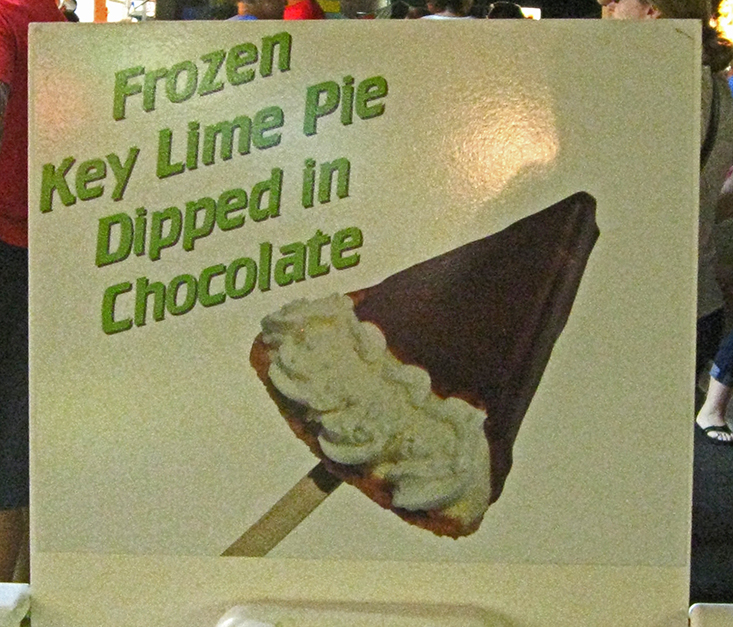 Frozen
Key Lime Pie
Dipped in
Chocolate